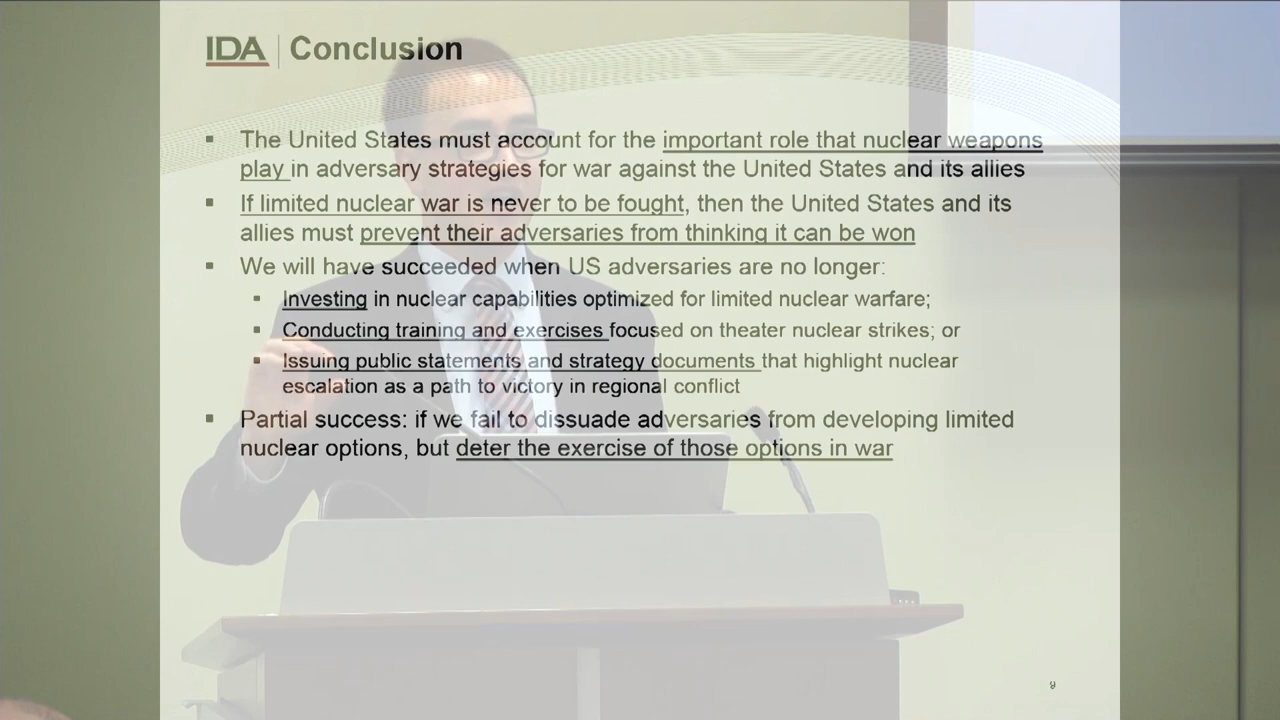 IDA | Conclusion
▪ The United States must account for the important role that nuclear weapons
play in adversary strategies for war against the United States and its allies
▪ If limited nuclear war is never to be fought, then the United States and its
allies must prevent their adversaries from thinking it can be won
▪ We will have succeeded when US adversaries are no longer:
▪ Investing in nuclear capabilities optimized for limited nuclear warfare;
▪ Conducting training and exercises focused on theater nuclear strikes; or
▪ Issuing public statements and strategy documents that highlight nuclear
escalation as a path to victory in regional conflict
▪ Partial success: if we fail to dissuade adversaries from developing limited
nuclear options, but deter the exercise of those options in war
9